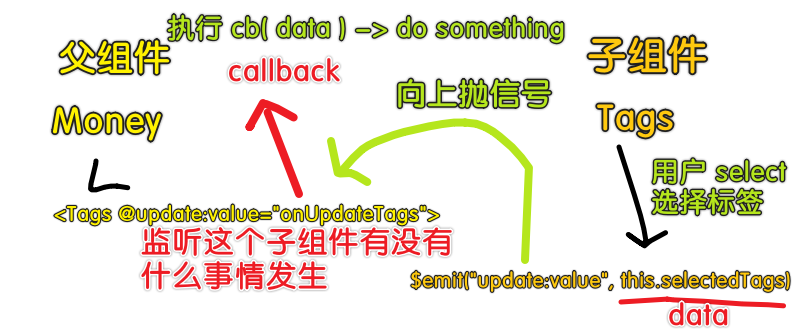 执行 cb( data ) -> do something
父组件
callback
子组件
向上抛信号
Money
Tags
用户 select
选择标签
<Tags @update:value="onUpdateTags">
监听这个子组件有没有
什么事情发生
$emit("update:value", this.selectedTags)
data